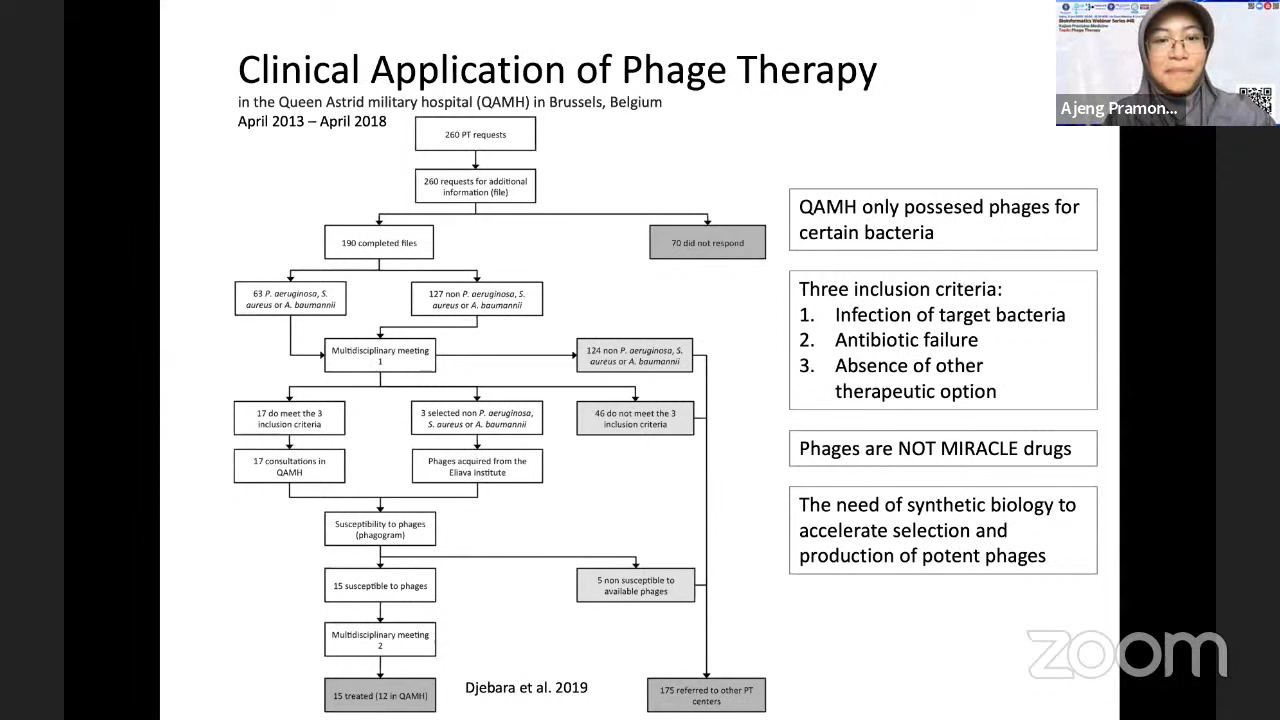 Clinical Application of Phage Therapy
in the Queen Astrid military hospital (QAMH) in Brussels, Belgium
April 2013 – April 2018
260 PT requests
260 requests for additional
information (file)
190 completed files
70 did not respond
63 P. aeruginosa, S.
aureus or A. baumannii
127 non P. aeruginosa, S.
aureus or A. baumannii
Multidisciplinary meeting
1
124 non P. aeruginosa, S.
aureus or A. baumannii
17 do meet the 3
inclusion criteria
3 selected non P. aeruginosa,
S. aureus or A. baumannii
46 do not meet the 3
inclusion criteria
17 consultations in
QAMH
Phages acquired from the
Eliava Institute
Susceptibility to phages
(phagogram)
15 susceptible to phages
5 non susceptible to
available phages
Multidisciplinary meeting
2
15 treated (12 in QAMH)
Djebara et al. 2019
175 referred to other PT
centers
QAMH only possesed phages for
certain bacteria
Three inclusion criteria:
1. Infection of target bacteria
2. Antibiotic failure
3. Absence of other
therapeutic option
Phages are NOT MIRACLE drugs
The need of synthetic biology to
accelerate selection and
production of potent phages
Bioinformatics Webinar Series
Topik: Phage Therapy
Ajeng Pramon...
zoom